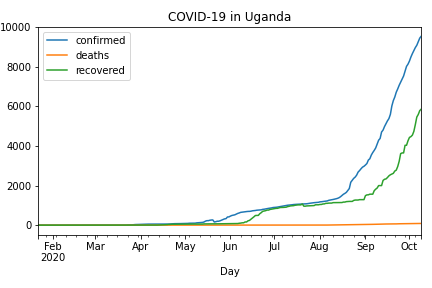 COVID-19 in Uganda
confirmed
deaths
recovered
10000
8000
6000
4000
2000
0
Feb Mar Apr May Jun Jul Aug Sep Oct
2020
Day